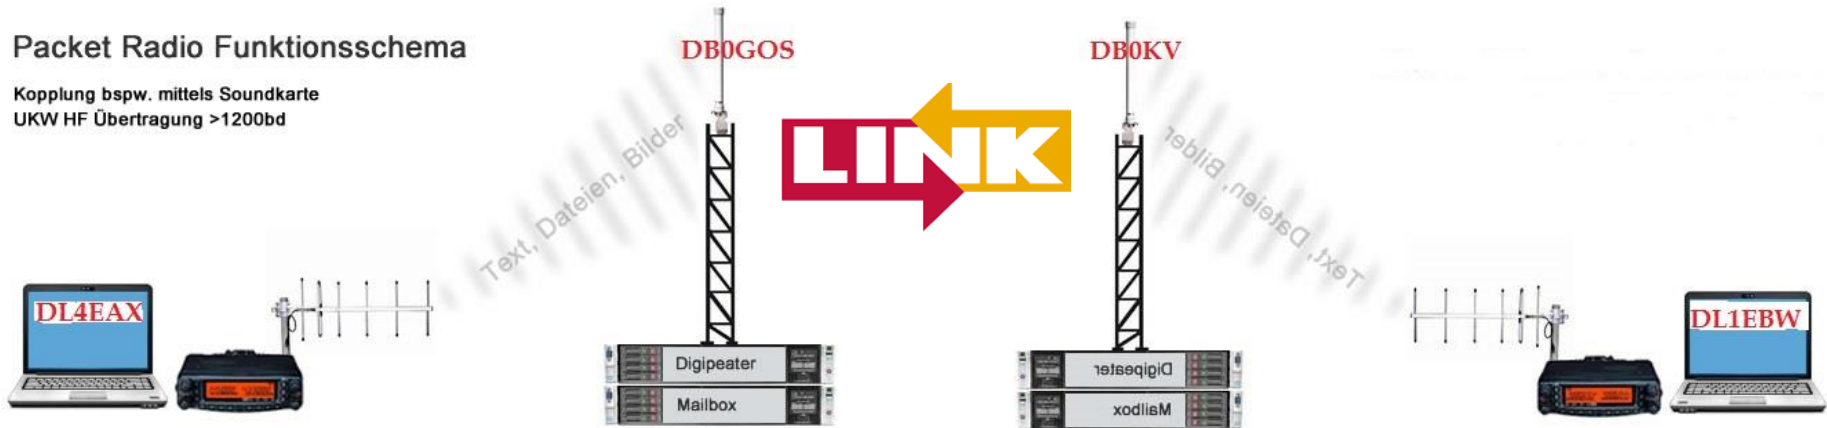 Packet Radio Funktionsschema
Kopplung bspw. mittels Soundkarte
UKW HF Übertragung >1200bd
DB0GOS
DB0KV
LINK
Text, Dateien, Bilder
Text, Dateien, Bilder
DL4EAX
DL1EBW
Digipeater
Mailbox
Digipeater
Mailbox